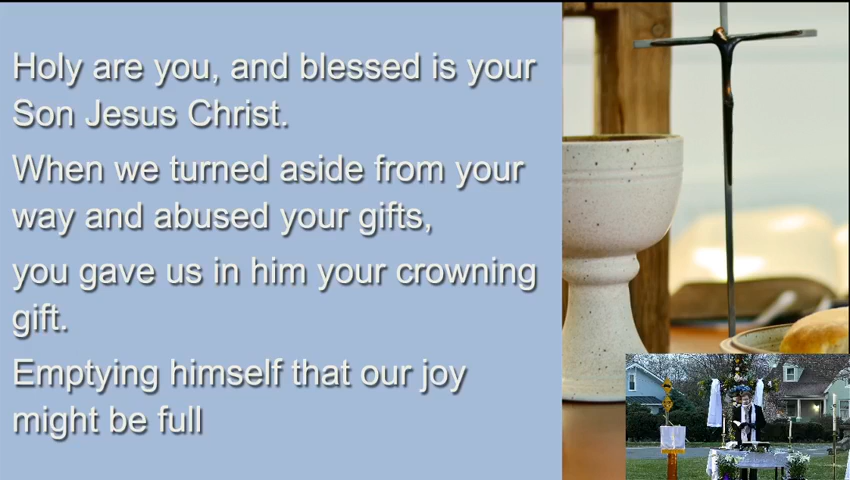 Holy are you, and blessed is your
Son Jesus Christ.
When we turned aside from your
way and abused your gifts,
you gave us in him your crowning
gift.
Emptying himself that our joy
might be full